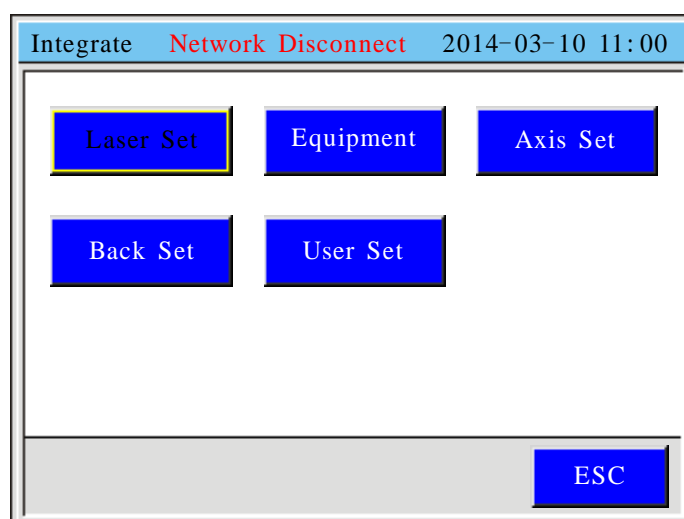 Integrate Network Disconnect 2014-03-10 11:00
Laser Set Equipment Axis Set
Back Set User Set
ESC